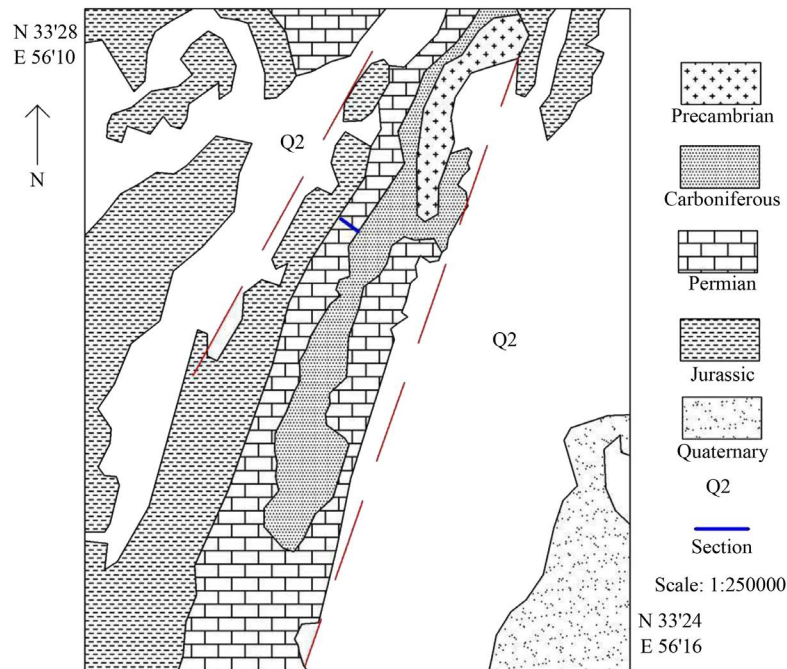 N 33'28
E 56'10
N
Q2
Q2
Precambrian
Carboniferous
Permian
Jurassic
Quaternary
Q2
Section
Scale: 1:250000
N 33'24
E 56'16